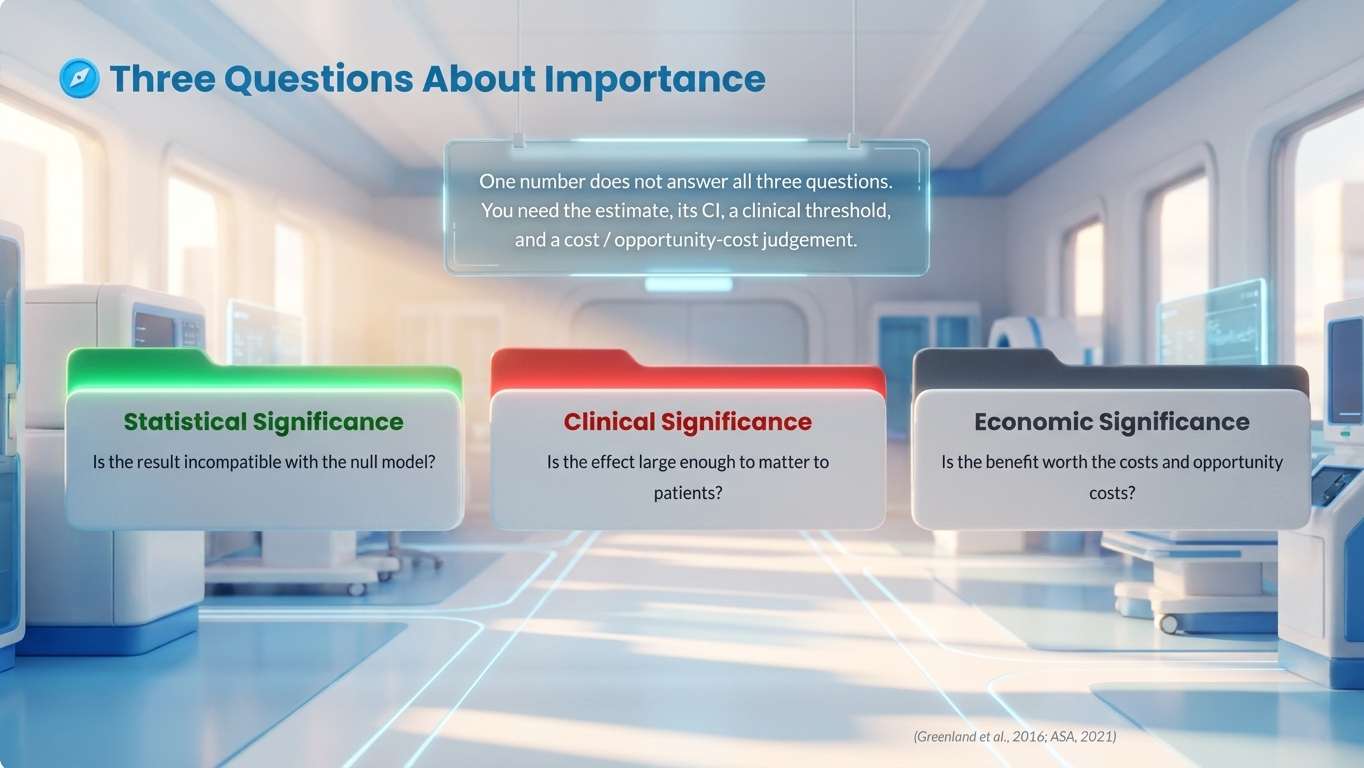 Three Questions About Importance
One number does not answer all three questions.
You need the estimate, its CI, a clinical threshold,
and a cost / opportunity-cost judgement.
Statistical Significance
Is the result incompatible with the null model?
Clinical Significance
Is the effect large enough to matter to
patients?
Economic Significance
Is the benefit worth the costs and opportunity
costs?
(Greenland et al., 2016; ASA, 2021)